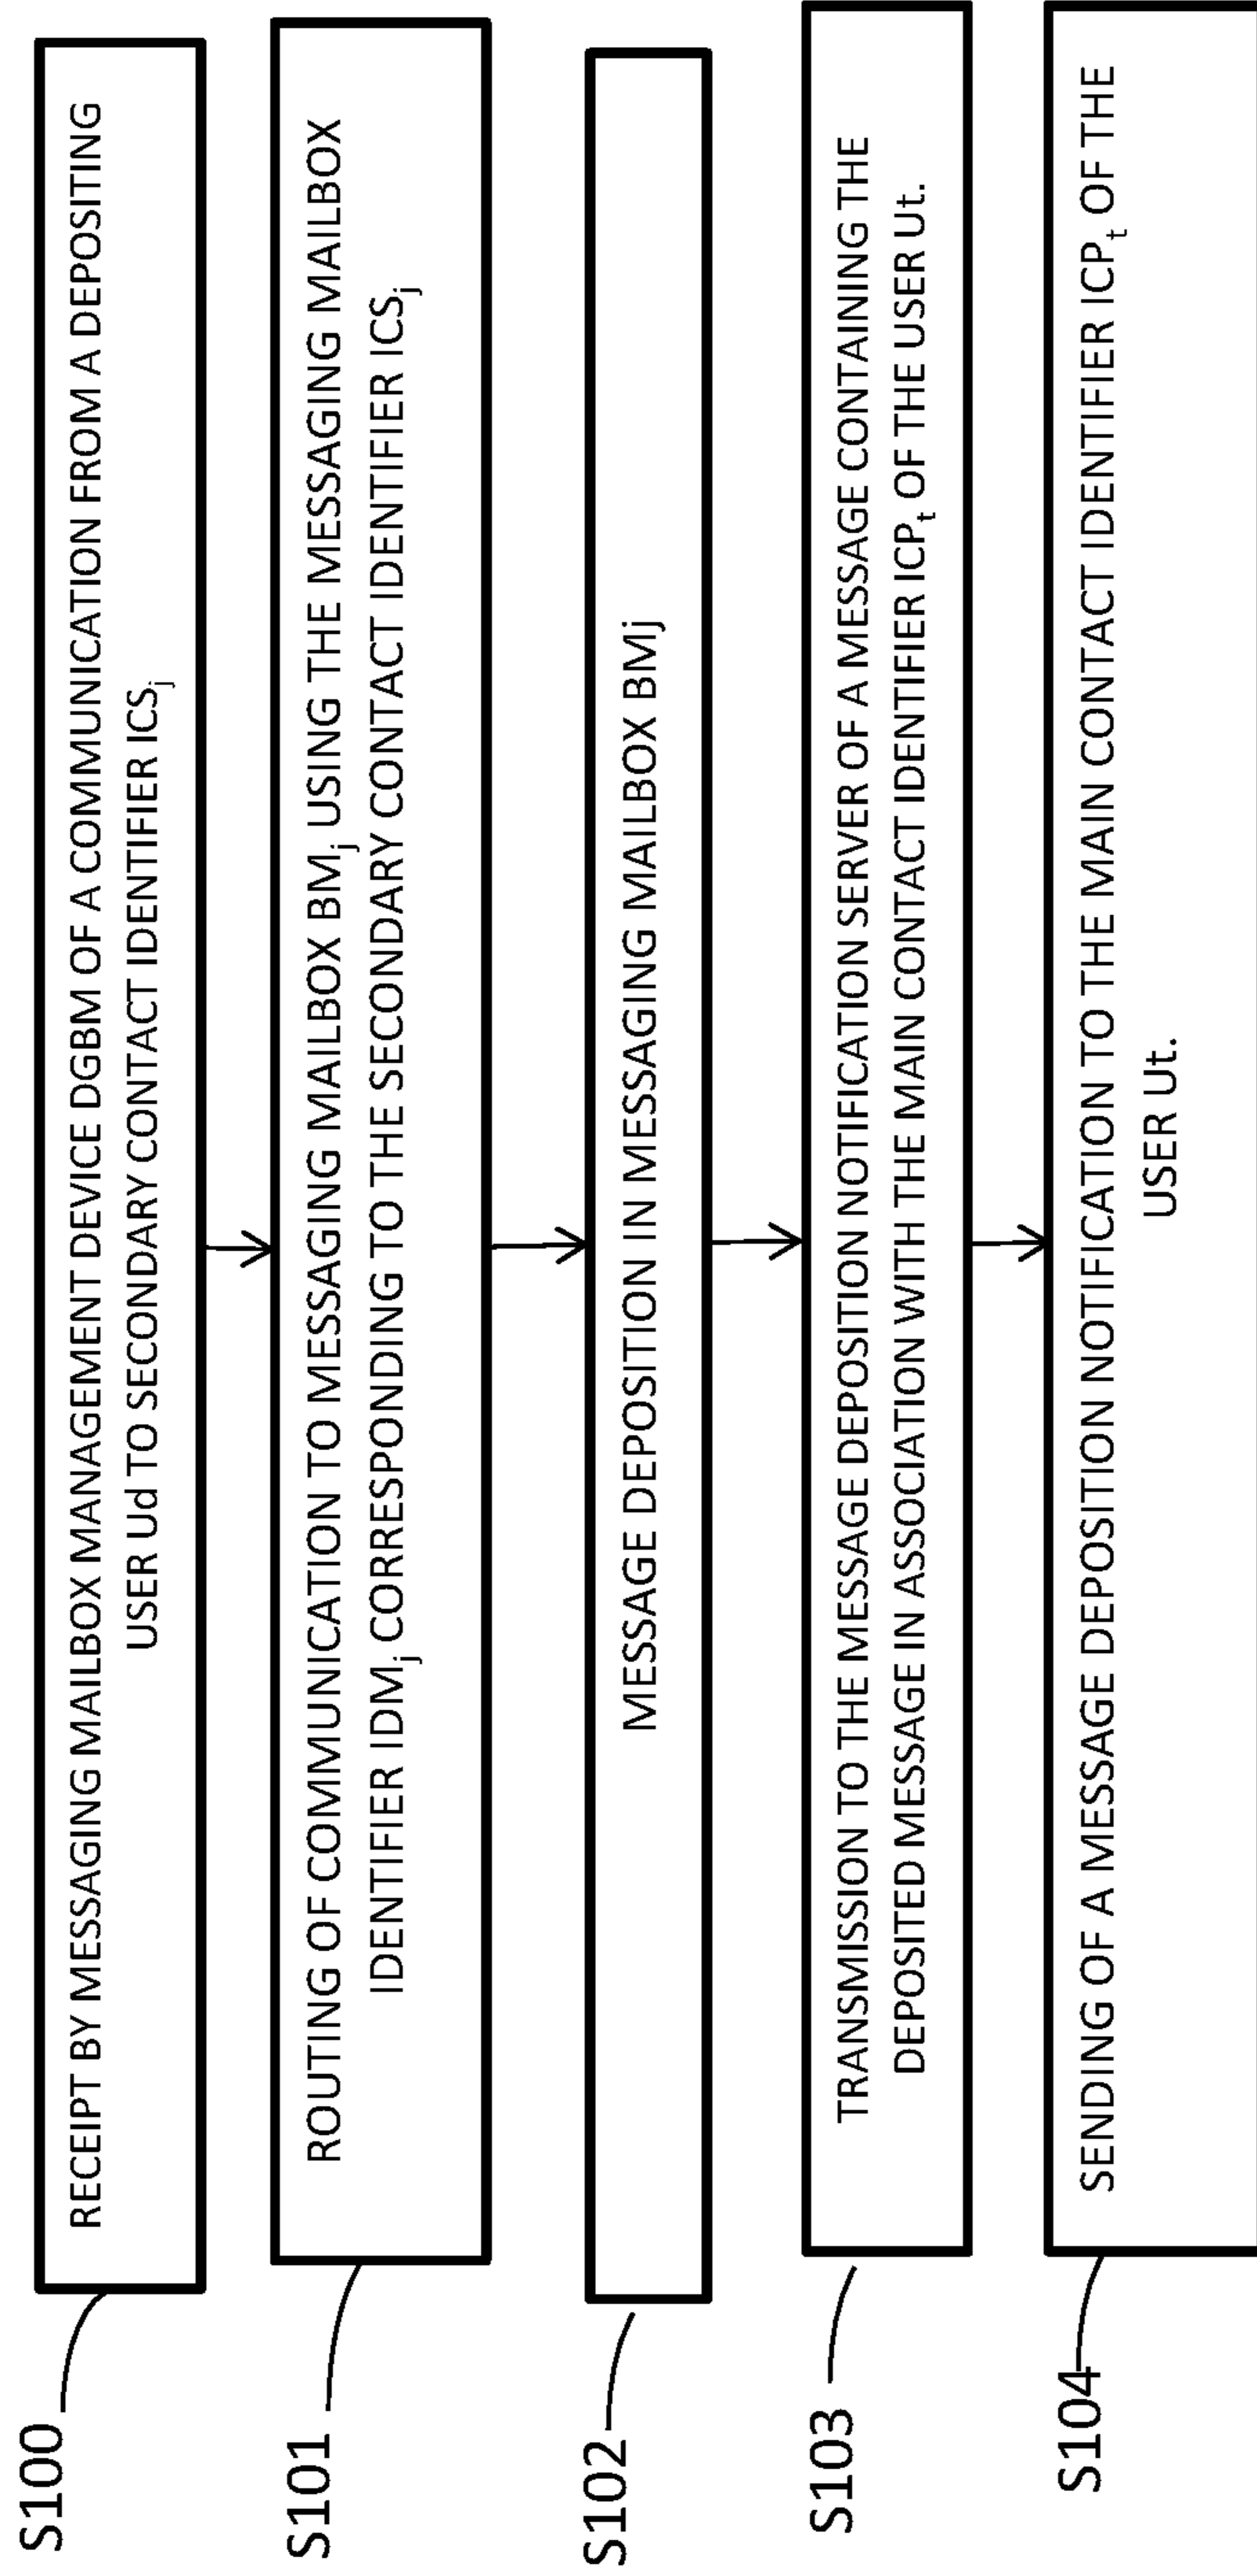 S100
RECEIPT BY MESSAGING MAILBOX MANAGEMENT DEVICE DGBM OF A COMMUNICATION FROM A DEPOSITING
USER Ud TO SECONDARY CONTACT IDENTIFIER ICSj
S101
ROUTING OF COMMUNICATION TO MESSAGING MAILBOX BMj USING THE MESSAGING MAILBOX
IDENTIFIER IDMj CORRESPONDING TO THE SECONDARY CONTACT IDENTIFIER ICSj
S102
MESSAGE DEPOSITION IN MESSAGING MAILBOX BMj
S103
TRANSMISSION TO THE MESSAGE DEPOSITION NOTIFICATION SERVER OF A MESSAGE CONTAINING THE
DEPOSITED MESSAGE IN ASSOCIATION WITH THE MAIN CONTACT IDENTIFIER ICPt OF THE USER Ut.
S104
SENDING OF A MESSAGE DEPOSITION NOTIFICATION TO THE MAIN CONTACT IDENTIFIER ICPt OF THE
USER Ut.